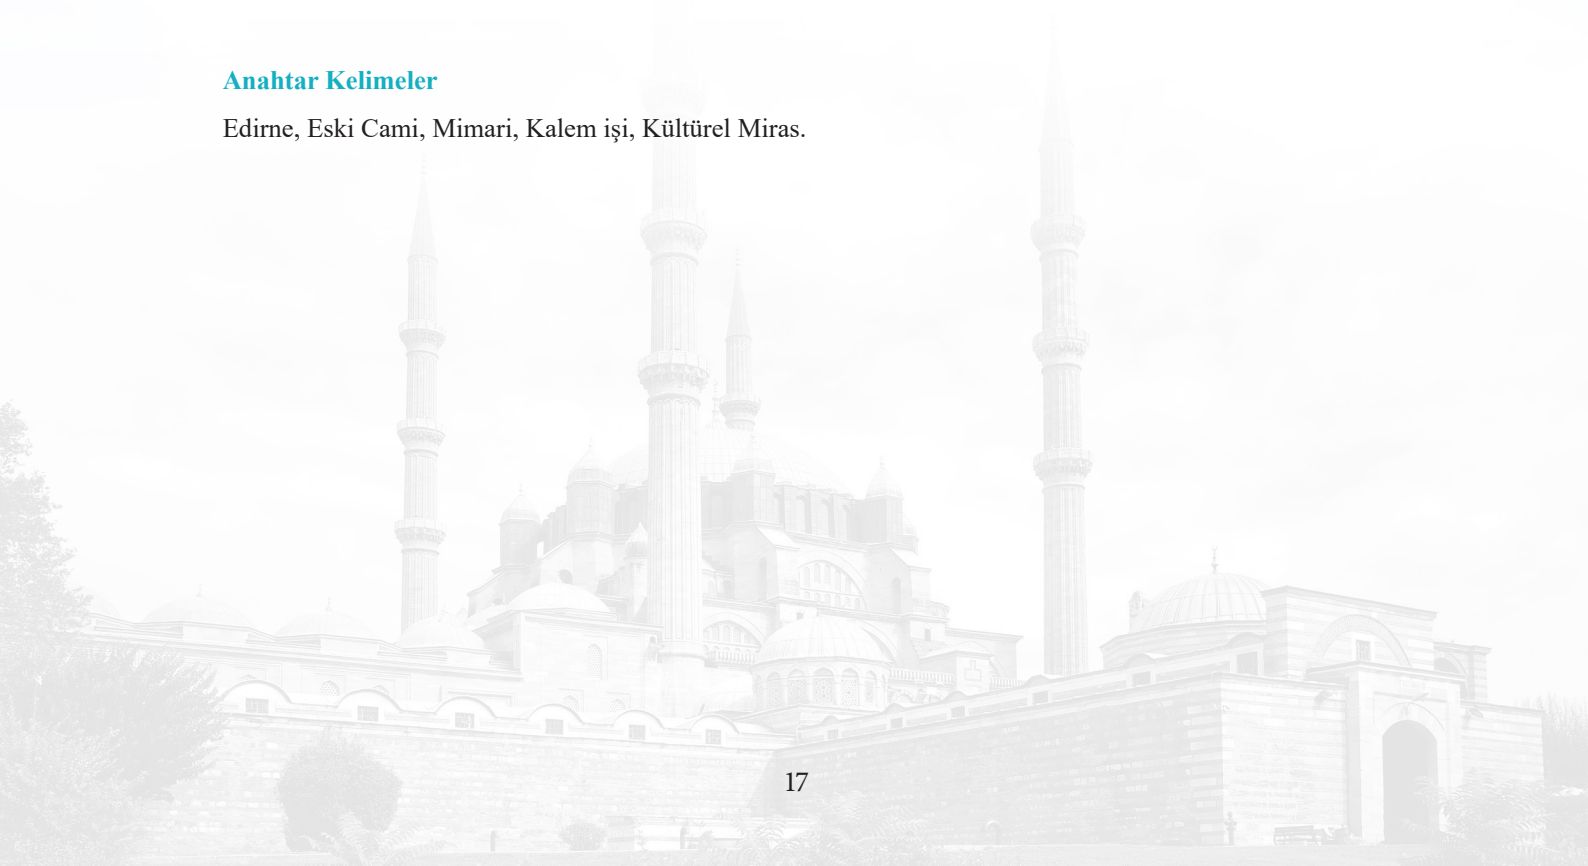 Anahtar Kelimeler
Edirne, Eski Cami, Mimari, Kalem işi, Kültürel Miras.
17